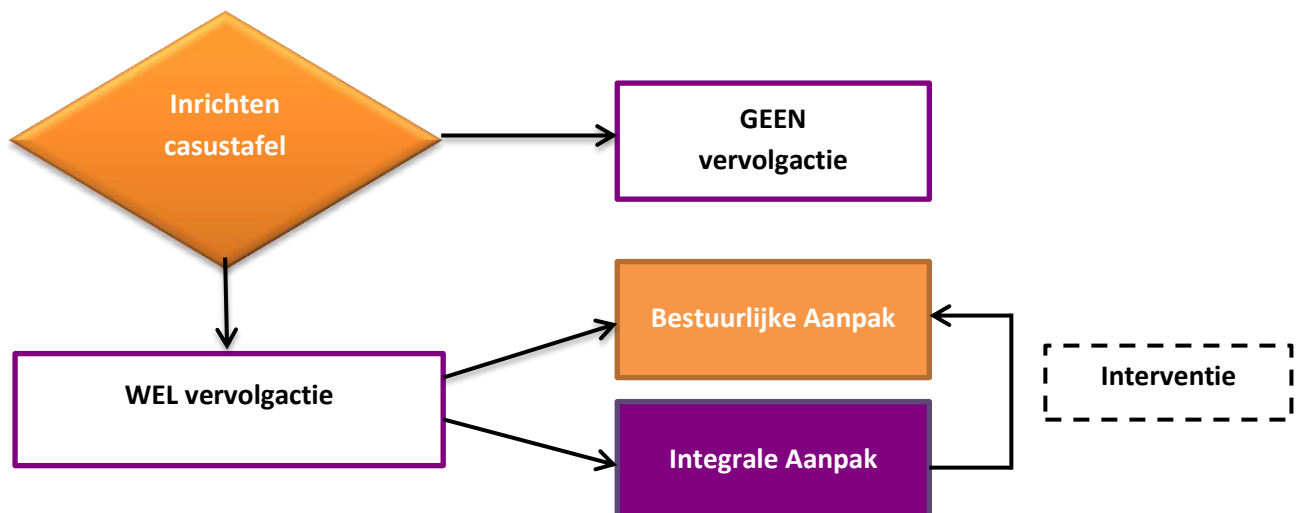 Inrichten
casustafel
GEEN
vervolgactie
Bestuurlijke Aanpak
WEL vervolgactie
Interventie
Integrale Aanpak